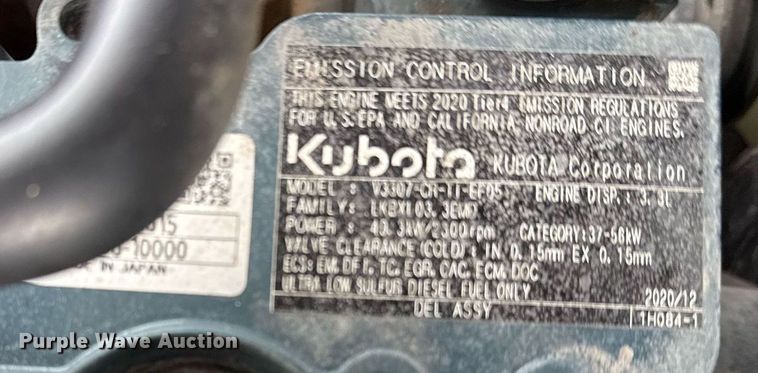 EMISSION CONTROL INFORMATION
THIS ENGINE MEETS 2020 Tier4 EMISSION REGULATIONS
FOR U.S.EPA AND CALIFORNIA NONROAD CI ENGINES.
Kubota KUBOTA Corporation
MODEL : V3307-CR-TI-EF05 ENGINE DISP.: 3.3L
FAMILY: LKBXL03.3EMD
POWER : 49.3kW/2300rpm CATEGORY:37-56kW
VALVE CLEARANCE(COLD): IN 0.15mm EX 0.15mm
ECS: EM, DFI, TC, EGR, CAC, ECM, DOC
ULTRA LOW SULFUR DIESEL FUEL ONLY 2020/12
DEL ASSY 1H084-1
-10000
IN JAPAN
Purple Wave Auction